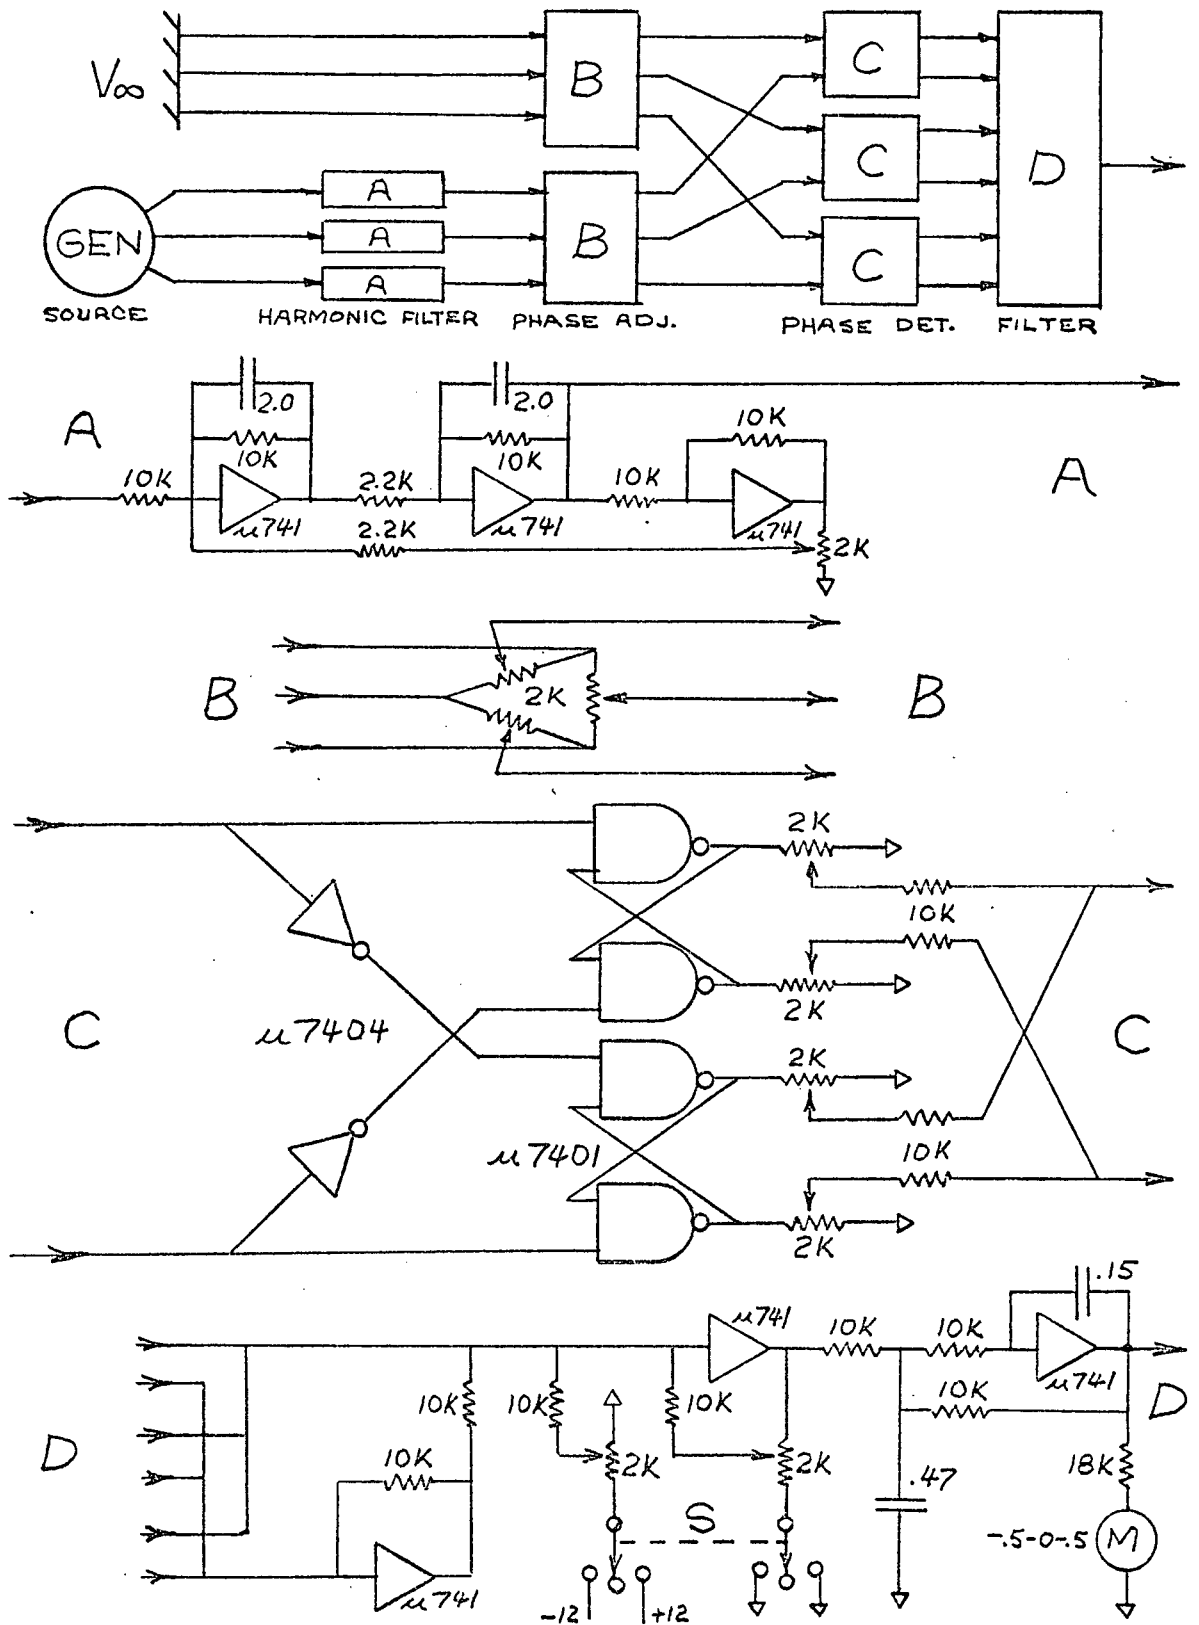 V∞
B
C
C
C
D
GEN
A
A
A
B
SOURCE
HARMONIC FILTER
PHASE ADJ.
PHASE DET.
FILTER
A
2.0
10K
10K
2.0
10K
10K
10K
2.2K
2.2K
μ741
μ741
μ741
2K
A
B
2K
B
C
μ7404
μ7401
2K
10K
2K
2K
10K
2K
C
D
10K
μ741
10K
10K
10K
μ741
2K
2K
S
-12
+12
10K
10K
10K
.15
μ741
.47
18K
-.5-0-.5
M
D